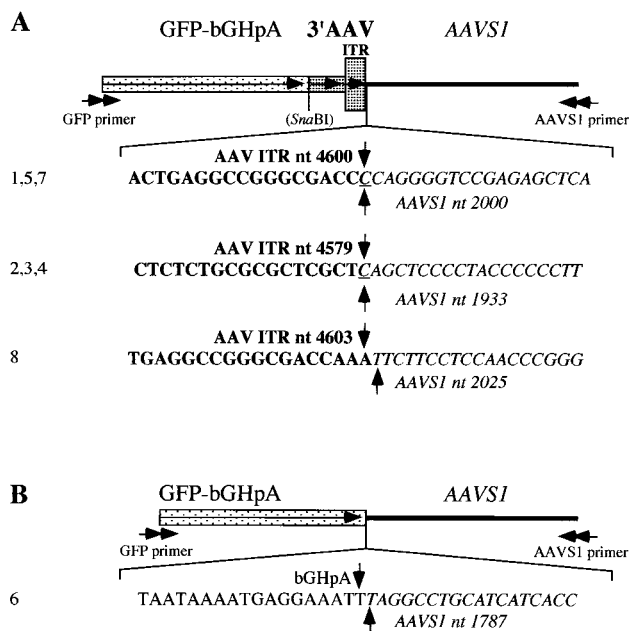 A
GFP-bGHpA 3'AAV AAVS1
ITR
GFP primer (SnaBI) AAVS1 primer
AAV ITR nt 4600
1,5,7 ACTGAGGCCGGGCGACCCCAGGGGTCCGAGAGCTCA
AAVS1 nt 2000
AAV ITR nt 4579
2,3,4 CTCTCTGCGCGCTCGCTCAGCTCCCCTACCCCCCTT
AAVS1 nt 1933
AAV ITR nt 4603
8 TGAGGCCGGGCGACCAAATTCTTCCTCCAACCCGGG
AAVS1 nt 2025
B
GFP-bGHpA AAVS1
GFP primer AAVS1 primer
bGHpA
6 TAATAAAATGAGGAAATTTAGGCCTGCATCATCACC
AAVS1 nt 1787